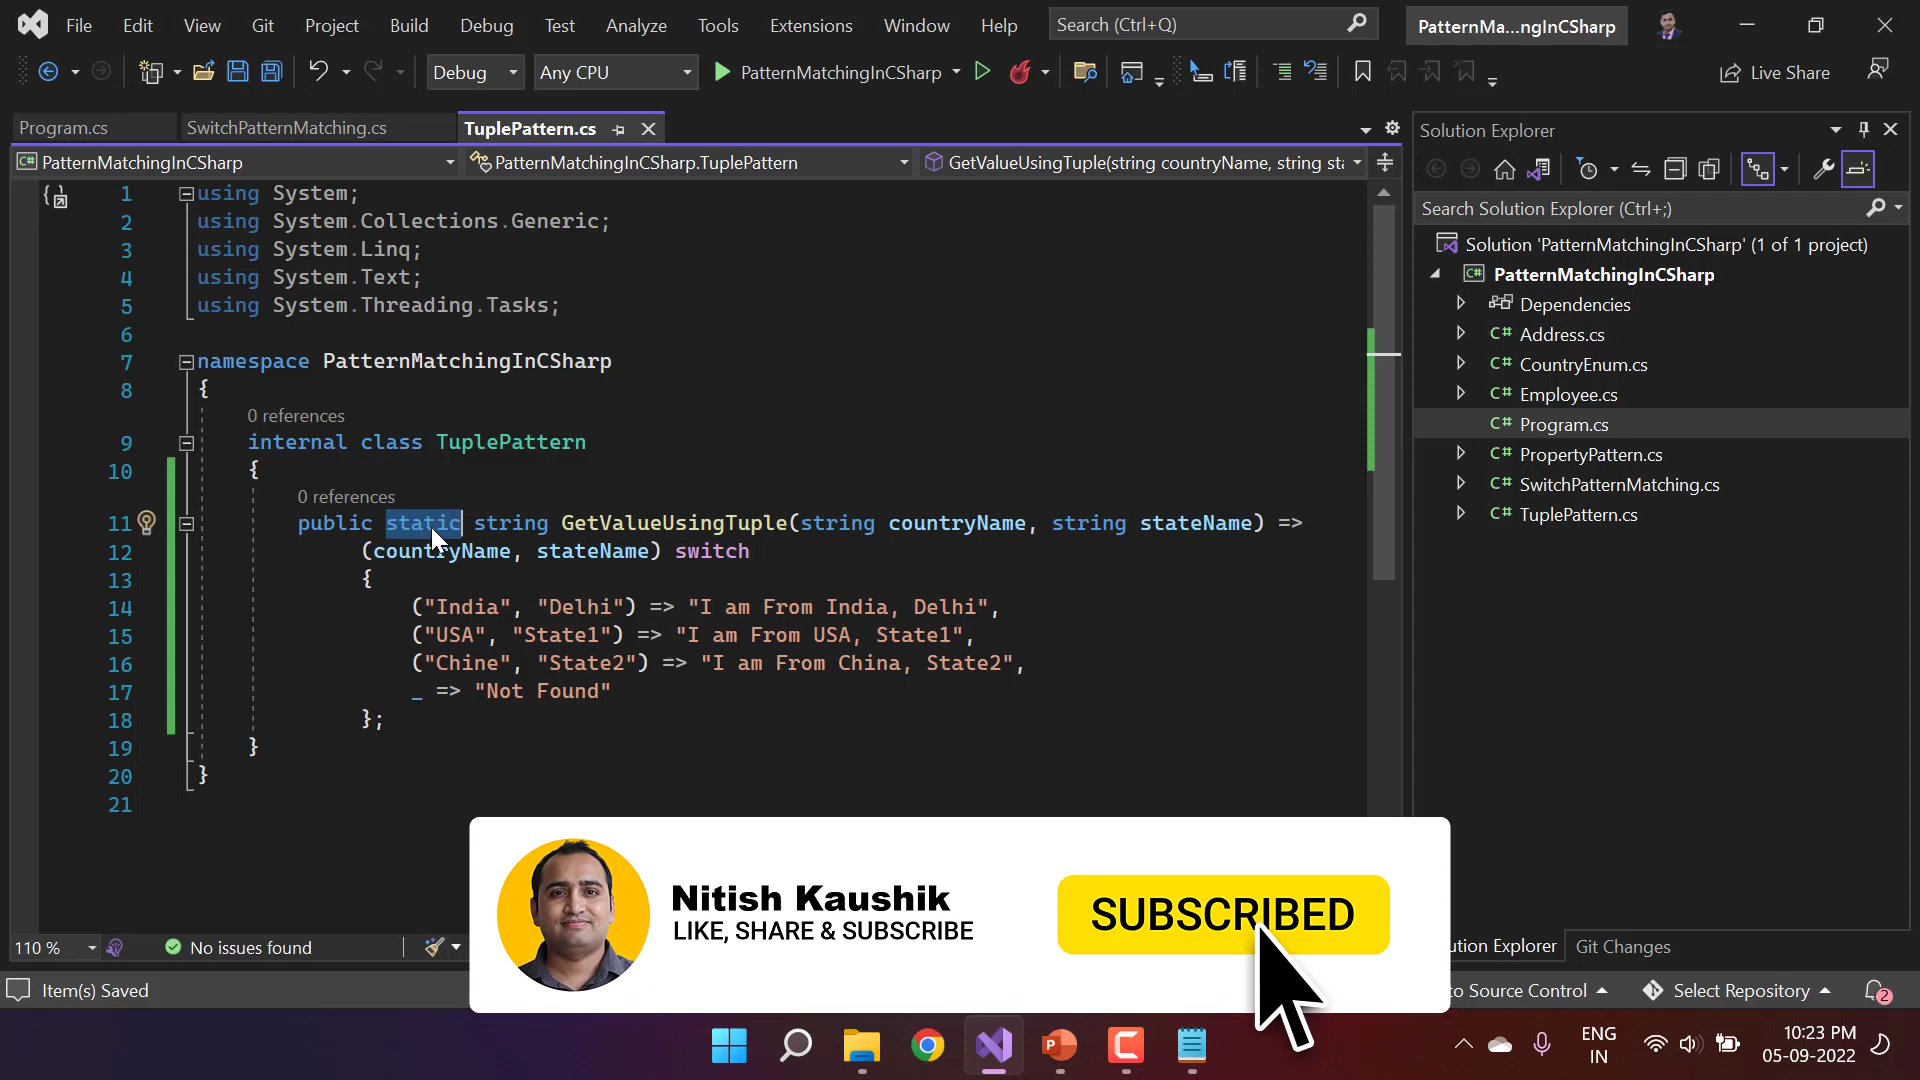 File Edit View Git Project Build Debug Test Analyze Tools Extensions Window Help Search (Ctrl+Q) PatternMa...ngInCSharp
Debug Any CPU PatternMatchingInCSharp Live Share
Program.cs SwitchPatternMatching.cs TuplePattern.cs
PatternMatchingInCSharp PatternMatchingInCSharp.TuplePattern GetValueUsingTuple(string countryName, string sta
1 using System;
2 using System.Collections.Generic;
3 using System.Linq;
4 using System.Text;
5 using System.Threading.Tasks;
6
7 namespace PatternMatchingInCSharp
8 {
0 references
9 internal class TuplePattern
10 {
0 references
11 public static string GetValueUsingTuple(string countryName, string stateName) =>
12 (countryName, stateName) switch
13 {
14 ("India", "Delhi") => "I am From India, Delhi",
15 ("USA", "State1") => "I am From USA, State1",
16 ("Chine", "State2") => "I am From China, State2",
17 _ => "Not Found"
18 };
19 }
20 }
21
Solution Explorer
Search Solution Explorer (Ctrl+;)
Solution 'PatternMatchingInCSharp' (1 of 1 project)
C# PatternMatchingInCSharp
Dependencies
C# Address.cs
C# CountryEnum.cs
C# Employee.cs
C# Program.cs
C# PropertyPattern.cs
C# SwitchPatternMatching.cs
C# TuplePattern.cs
Nitish Kaushik
LIKE, SHARE & SUBSCRIBE
SUBSCRIBED
110 % No issues found
ution Explorer Git Changes
Item(s) Saved
to Source Control Select Repository 2
ENG
IN
10:23 PM
05-09-2022